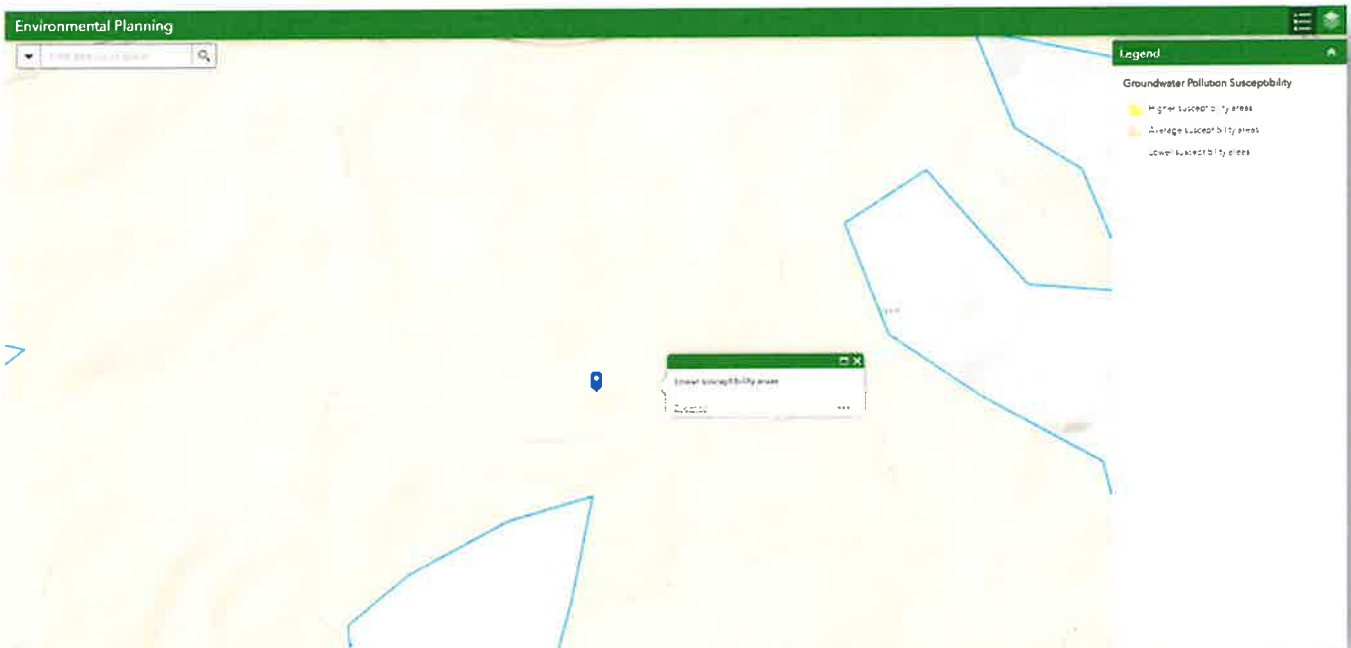 Environmental Planning
Legend
Groundwater Pollution Susceptibility
Higher susceptibility areas
Average susceptibility areas
Lower susceptibility areas
Lower susceptibility areas